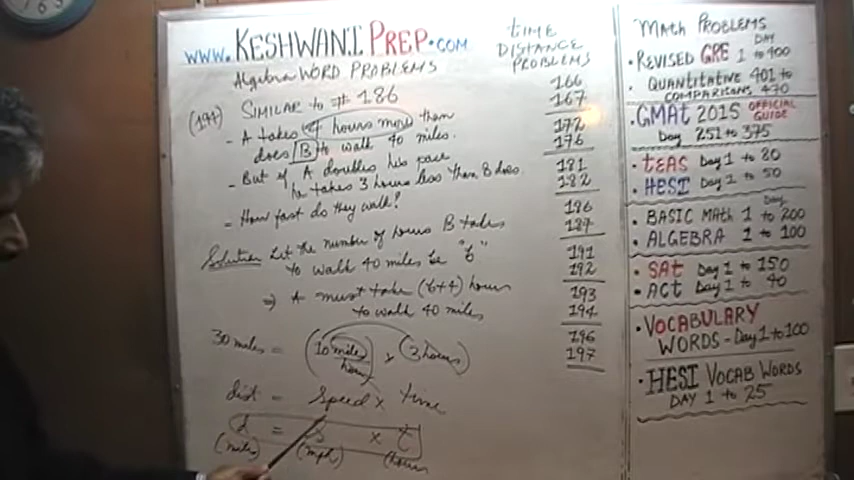 www.KESHWANI PREP.COM
Algebra WORD PROBLEMS
(194) SIMILAR to # 186
- A takes 4 hours more than
does B to walk 40 miles.
- But if A doubles his pace
he takes 3 hours less than B does
= How fast do they walk?
Solution Let the number of hours B takes
to walk 40 miles be "t"
⇒ A must take (t+4) hours
to walk 40 miles
30 miles = (10 miles/hour x 3 hours)
dist = Speed x time
d = S x t
(miles) (mph) (hours)
TIME
DISTANCE
PROBLEMS
166
167
172
176
181
182
186
187
191
192
193
194
196
197
Math PROBLEMS
DAY
• REVISED GRE 1 to 400
• QUANTITATIVE 401 to
COMPARISONS 470
• GMAT 2015 OFFICIAL
GUIDE
Day 251 to 375
• TEAS Day 1 to 80
• HESI Day 1 to 50
Day
• BASIC Math 1 to 200
• ALGEBRA 1 to 100
• SAt Day 1 to 150
• ACT Day 1 to 40
• VOCABULARY
WORDS - Day 1 to 100
• HESI VOCAB WORDS
DAY 1 to 25